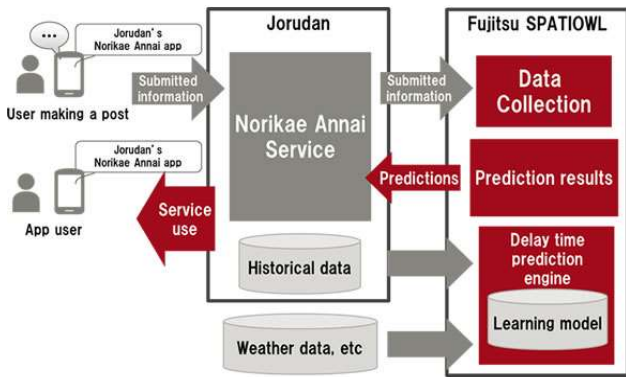 Jorudan
Fujitsu SPATIOWL
...
Jorudan's
Norikae Annai app
User making a post
Submitted
information
Norikae Annai
Service
Submitted
information
Data
Collection
Jorudan's
Norikae Annai app
App user
Service
use
Predictions
Prediction results
Historical data
Delay time
prediction
engine
Learning model
Weather data, etc